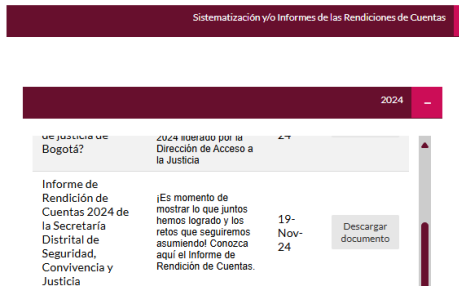 Sistematización y/o Informes de las Rendiciones de Cuentas
2024
de justicia de
Bogotá?
2024 liderado por la
Dirección de Acceso a
la Justicia
24
Informe de
Rendición de
Cuentas 2024 de
la Secretaría
Distrital de
Seguridad,
Convivencia y
Justicia
¡Es momento de
mostrar lo que juntos
hemos logrado y los
retos que seguiremos
asumiendo! Conozca
aquí el Informe de
Rendición de Cuentas.
19-
Nov-
24
Descargar
documento